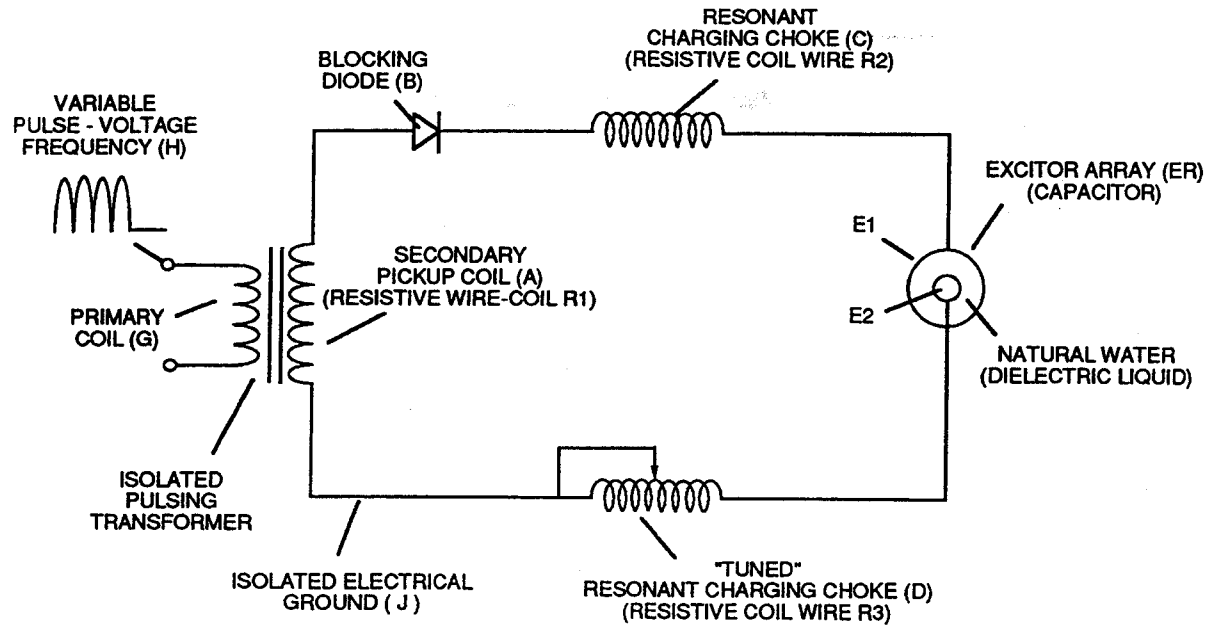 RESONANT
CHARGING CHOKE (C)
(RESISTIVE COIL WIRE R2)
BLOCKING
DIODE (B)
VARIABLE
PULSE - VOLTAGE
FREQUENCY (H)
EXCITOR ARRAY (ER)
(CAPACITOR)
E1
SECONDARY
PICKUP COIL (A)
(RESISTIVE WIRE-COIL R1)
E2
PRIMARY
COIL (G)
NATURAL WATER
(DIELECTRIC LIQUID)
ISOLATED
PULSING
TRANSFORMER
ISOLATED ELECTRICAL
GROUND ( J )
"TUNED"
RESONANT CHARGING CHOKE (D)
(RESISTIVE COIL WIRE R3)